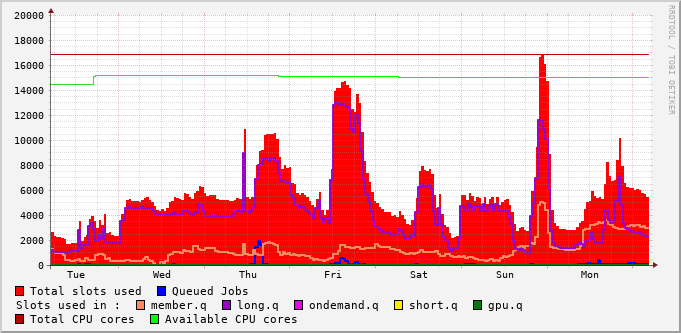 20000
18000
16000
14000
12000
10000
8000
6000
4000
2000
0
Tue Wed Thu Fri Sat Sun Mon
RRDTOOL / TOBI OETIKER
Total slots used Queued Jobs
Slots used in : member.q long.q ondemand.q short.q gpu.q
Total CPU cores Available CPU cores